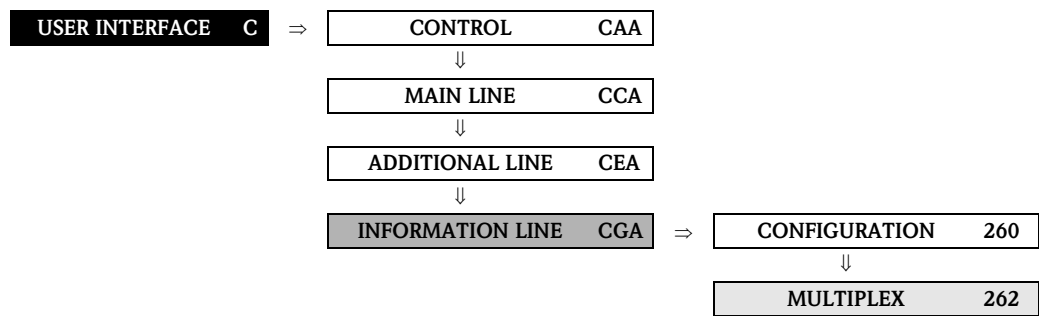 USER INTERFACE C ⇒ CONTROL CAA
⇓
MAIN LINE CCA
⇓
ADDITIONAL LINE CEA
⇓
INFORMATION LINE CGA ⇒ CONFIGURATION 260
⇓
MULTIPLEX 262